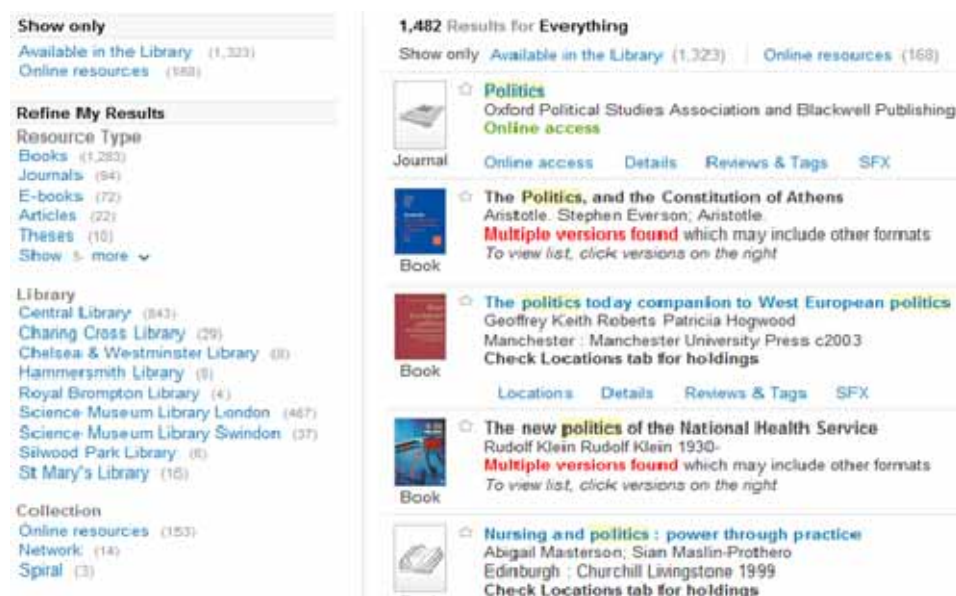 Show only
Available in the Library (1,323)
Online resources (168)
Refine My Results
Resource Type
Books (1,283)
Journals (94)
E-books (72)
Articles (22)
Theses (10)
Show 5 more
Library
Central Library (843)
Charing Cross Library (29)
Chelsea & Westminster Library
Hammersmith Library
Royal Brompton Library (4)
Science Museum Library London (467)
Science Museum Library Swindon (37)
Silwood Park Library (6)
St Mary's Library
Collection
Online resources (153)
Network (14)
Spiral (3)
1,482 Results for Everything
Show only Available in the Library (1,323) Online resources (168)
Politics
Oxford Political Studies Association and Blackwell Publishing
Online access
Journal
Online access Details Reviews & Tags SFX
The Politics, and the Constitution of Athens
Aristotle. Stephen Everson; Aristotle.
Multiple versions found which may include other formats
To view list, click versions on the right
Book
The politics today companion to West European politics
Geoffrey Keith Roberts Patricia Hogwood
Manchester : Manchester University Press c2003
Check Locations tab for holdings
Book
Locations Details Reviews & Tags SFX
The new politics of the National Health Service
Rudolf Klein Rudolf Klein 1930-
Multiple versions found which may include other formats
To view list, click versions on the right
Book
Nursing and politics : power through practice
Abigail Masterson; Sian Maslin-Prothero
Edinburgh : Churchill Livingstone 1999
Check Locations tab for holdings